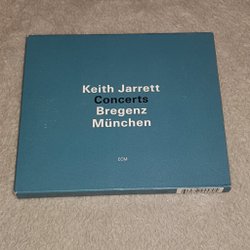 Keith Jarrett
Concerts
Bregenz
München
ECM